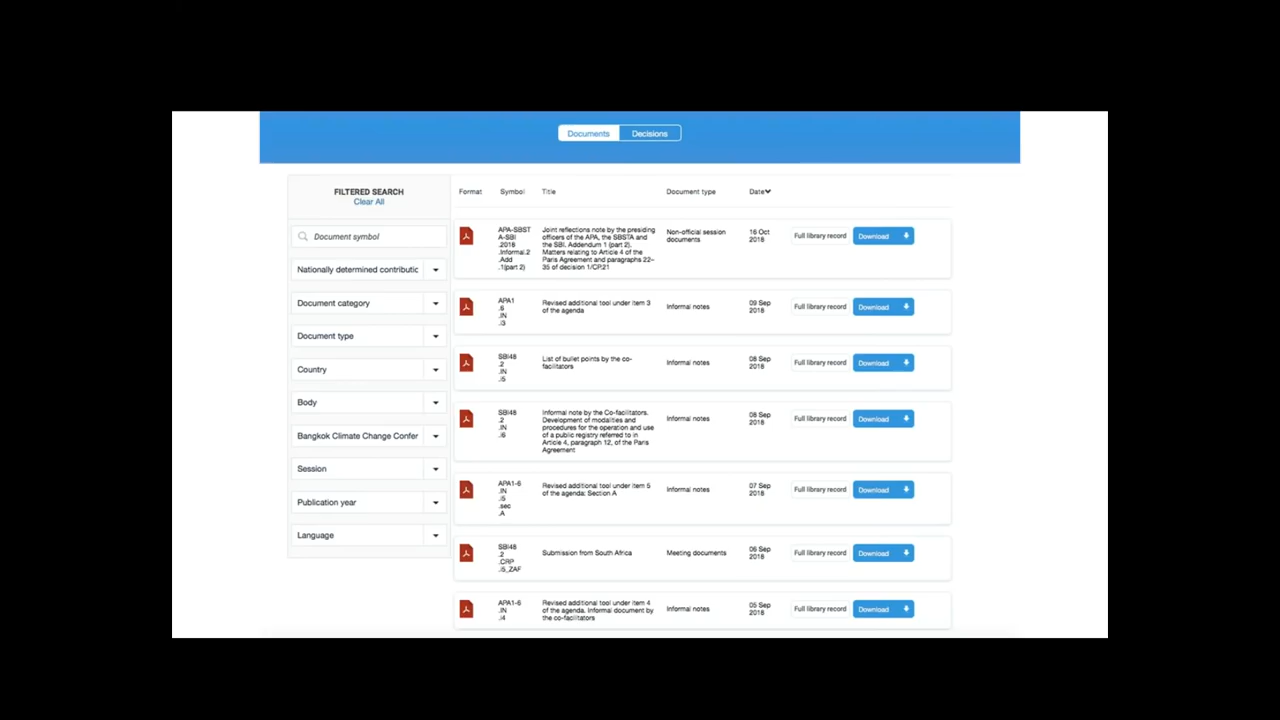 Documents Decisions
FILTERED SEARCH
Clear All
Document symbol
Nationally determined contributic
Document category
Document type
Country
Body
Bangkok Climate Change Confer
Session
Publication year
Language
Format Symbol Title Document type Date
APA-SBST
A-SBI
.2018
.Informal.2
.Add
.1(part 2)
Joint reflections note by the presiding
officers of the APA, the SBSTA and
the SBI, Addendum 1 (part 2).
Matters relating to Article 4 of the
Paris Agreement and paragraphs 22–
35 of decision 1/CP.21
Non-official session
documents
16 Oct
2018
Full library record Download
APA1
.6
.IN
.i3
Revised additional tool under item 3
of the agenda
Informal notes
09 Sep
2018
Full library record Download
SBI48
.2
.IN
.i5
List of bullet points by the co-
facilitators
Informal notes
08 Sep
2018
Full library record Download
SBI48
.2
.IN
.i6
Informal note by the Co-facilitators.
Development of modalities and
procedures for the operation and use
of a public registry referred to in
Article 4, paragraph 12, of the Paris
Agreement
Informal notes
08 Sep
2018
Full library record Download
APA1-6
.IN
.i5
.sec
.A
Revised additional tool under item 5
of the agenda: Section A
Informal notes
07 Sep
2018
Full library record Download
SBI48
.2
.CRP
.i5_ZAF
Submission from South Africa
Meeting documents
06 Sep
2018
Full library record Download
APA1-6
.IN
.i4
Revised additional tool under item 4
of the agenda. Informal document by
the co-facilitators
Informal notes
05 Sep
2018
Full library record Download